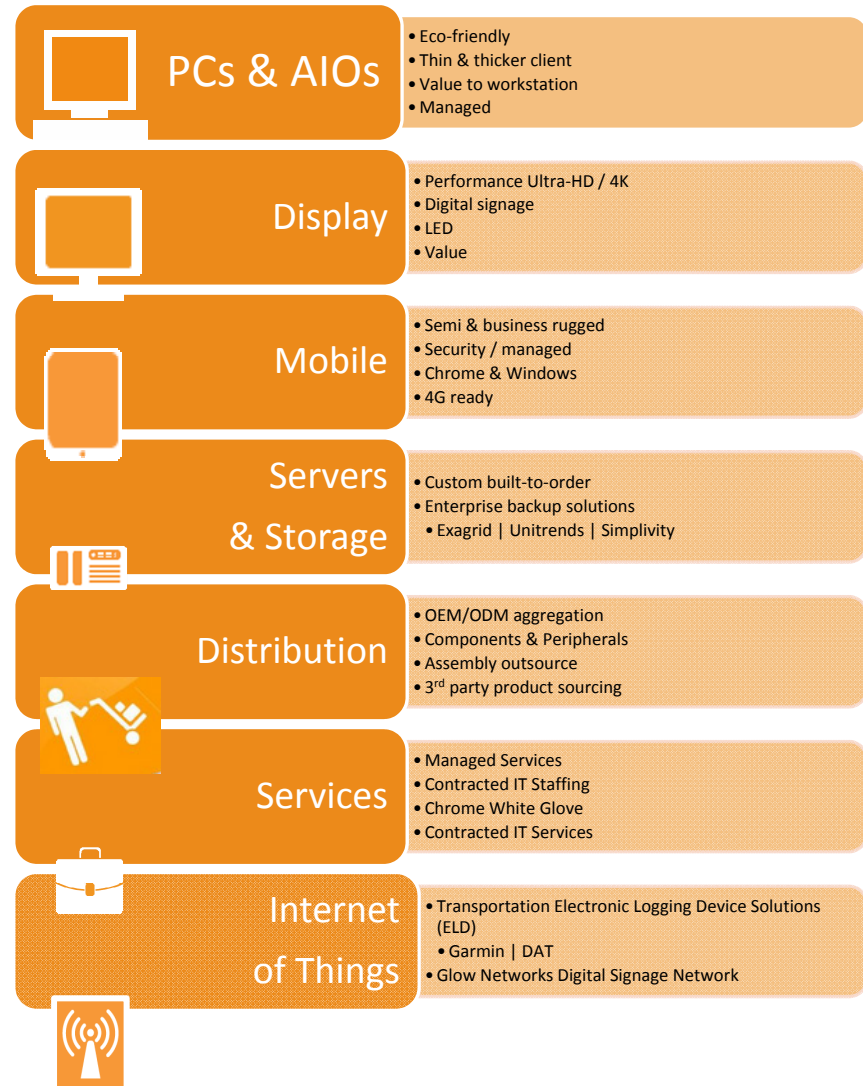 PCs & AIOs
• Eco-friendly
• Thin & thicker client
• Value to workstation
• Managed
Display
• Performance Ultra-HD / 4K
• Digital signage
• LED
• Value
Mobile
• Semi & business rugged
• Security / managed
• Chrome & Windows
• 4G ready
Servers
& Storage
• Custom built-to-order
• Enterprise backup solutions
• Exagrid | Unitrends | Simplivity
Distribution
• OEM/ODM aggregation
• Components & Peripherals
• Assembly outsource
• 3rd party product sourcing
Services
• Managed Services
• Contracted IT Staffing
• Chrome White Glove
• Contracted IT Services
Internet
of Things
• Transportation Electronic Logging Device Solutions
(ELD)
• Garmin | DAT
• Glow Networks Digital Signage Network